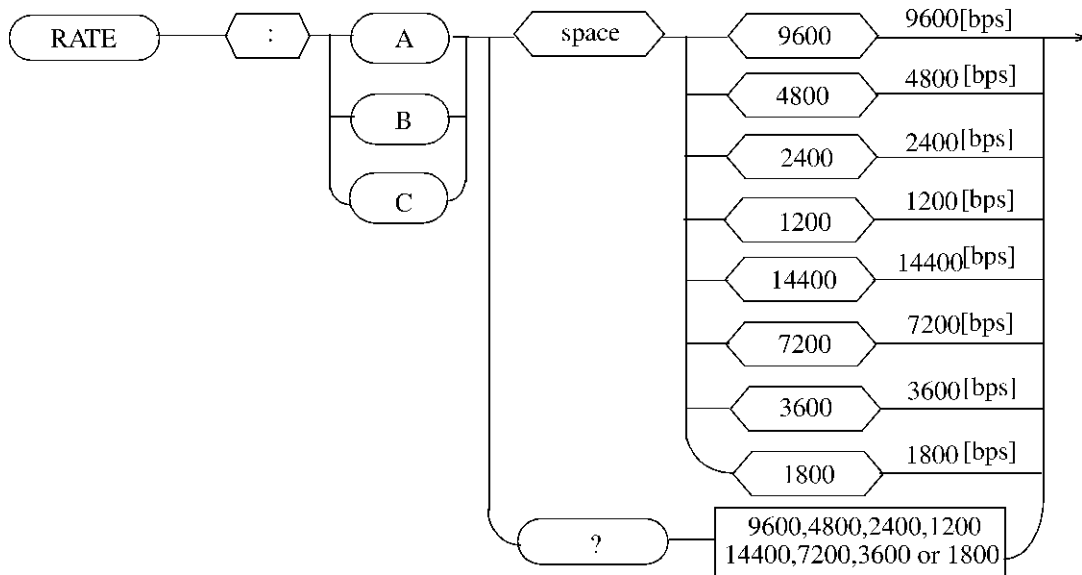 RATE : A space 9600 9600[bps]
B 4800 4800[bps]
2400 2400[bps]
C 1200 1200[bps]
14400 14400[bps]
7200 7200[bps]
3600 3600[bps]
1800 1800[bps]
? 9600,4800,2400,1200
14400,7200,3600 or 1800